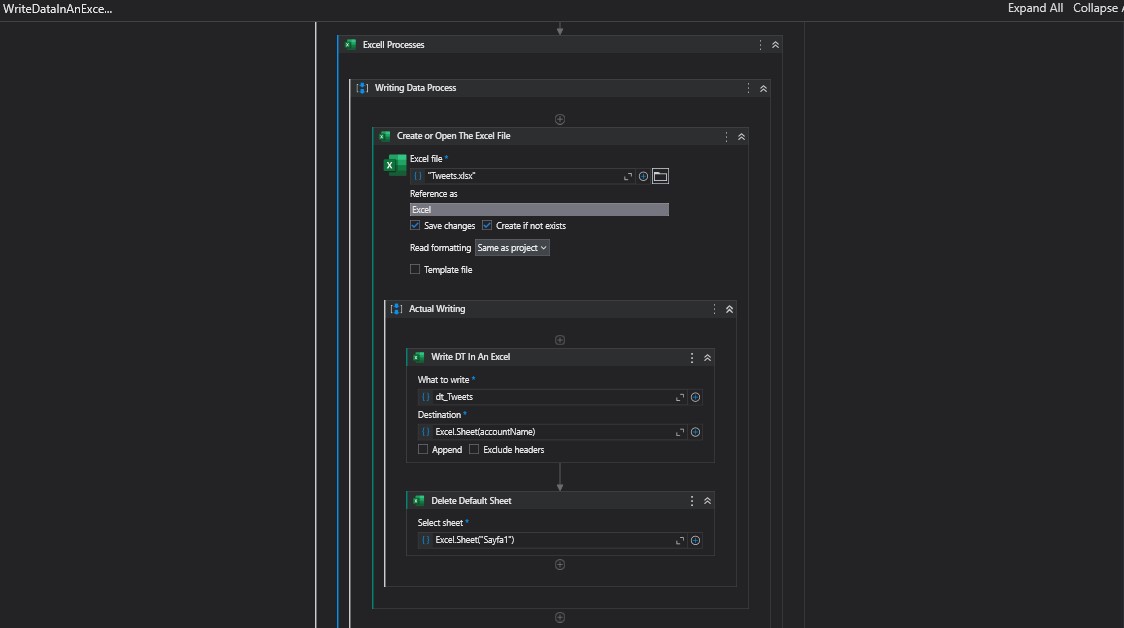 WriteDataInAnExce...
Expand All Collapse A
Excell Processes
Writing Data Process
Create or Open The Excel File
Excel file *
"Tweets.xlsx"
Reference as
Excel
Save changes Create if not exists
Read formatting Same as project
Template file
Actual Writing
Write DT In An Excel
What to write *
dt_Tweets
Destination *
Excel.Sheet(accountName)
Append Exclude headers
Delete Default Sheet
Select sheet *
Excel.Sheet("Sayfa1")